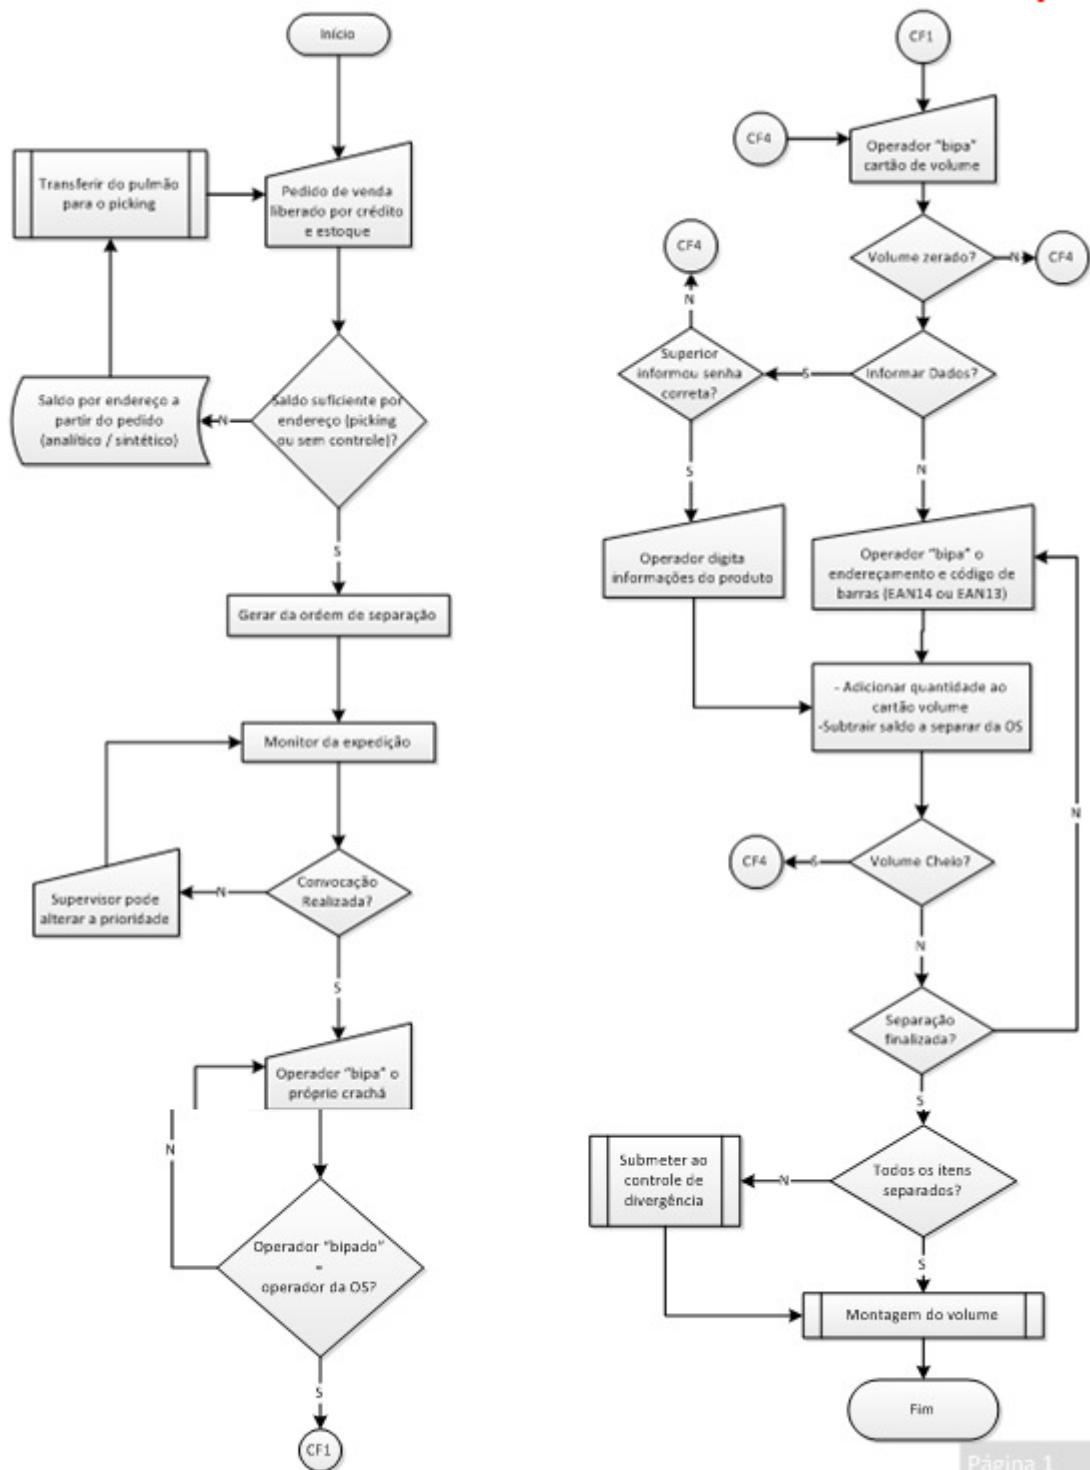 Início
Transferir do pulmão
para o picking
Pedido de venda
liberado por crédito
e estoque
Saldo por endereço a
partir do pedido
(analítico / sintético)
N
Saldo suficiente por
endereço (picking
ou sem controle)?
S
Gerar da ordem de separação
Monitor da expedição
Supervisor pode
alterar a prioridade
N
Convocação
Realizada?
S
Operador "bipa" o
próprio crachá
N
Operador "bipado"
=
operador da OS?
S
CF1
CF1
CF4
Operador "bipa"
cartão de volume
CF4
Volume zerado?
N
CF4
N
Superior
informou senha
correta?
S
Informar Dados?
S
N
Operador digita
informações do produto
Operador "bipa" o
endereçamento e código de
barras (EAN14 ou EAN13)
- Adicionar quantidade ao
cartão volume
-Subtrair saldo a separar da OS
N
CF4
S
Volume Cheio?
N
Separação
finalizada?
S
Submeter ao
controle de
divergência
N
Todos os itens
separados?
S
Montagem do volume
Fim
Página 1